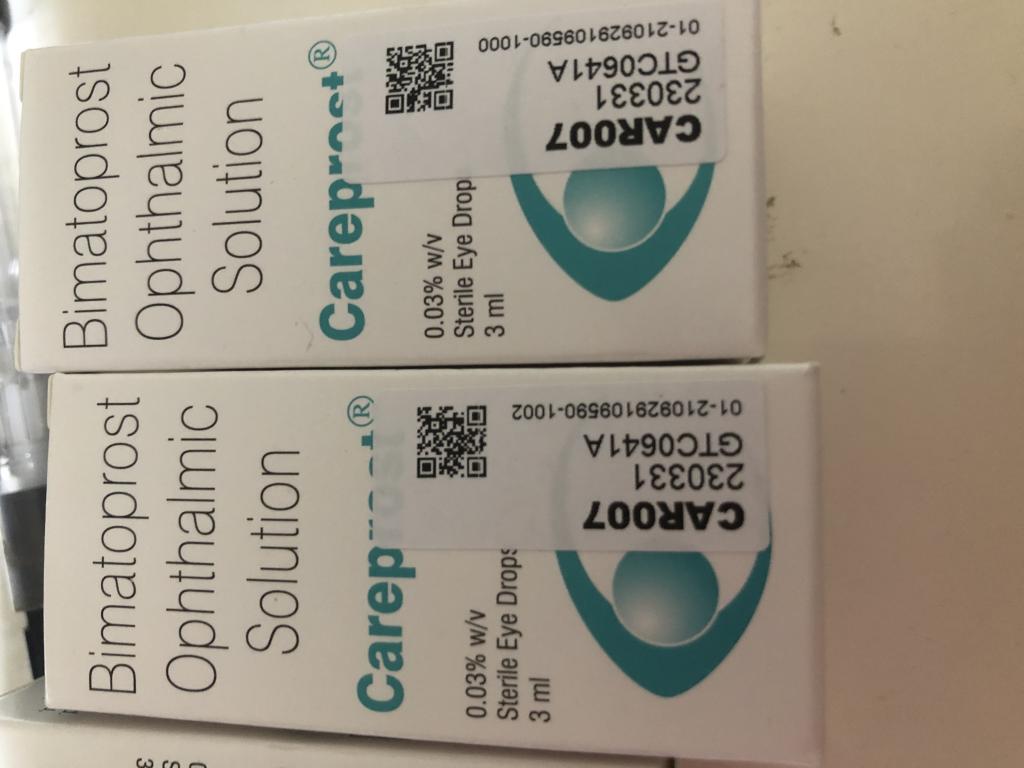 Bimatoprost
Ophthalmic
Solution
Careprost®
0.03% w/v
Sterile Eye Drops
3 ml
CAR007
230331
GTC0641A
01-210929109590-1000
Bimatoprost
Ophthalmic
Solution
Careprost®
0.03% w/v
Sterile Eye Drops
3 ml
CAR007
230331
GTC0641A
01-210929109590-1002